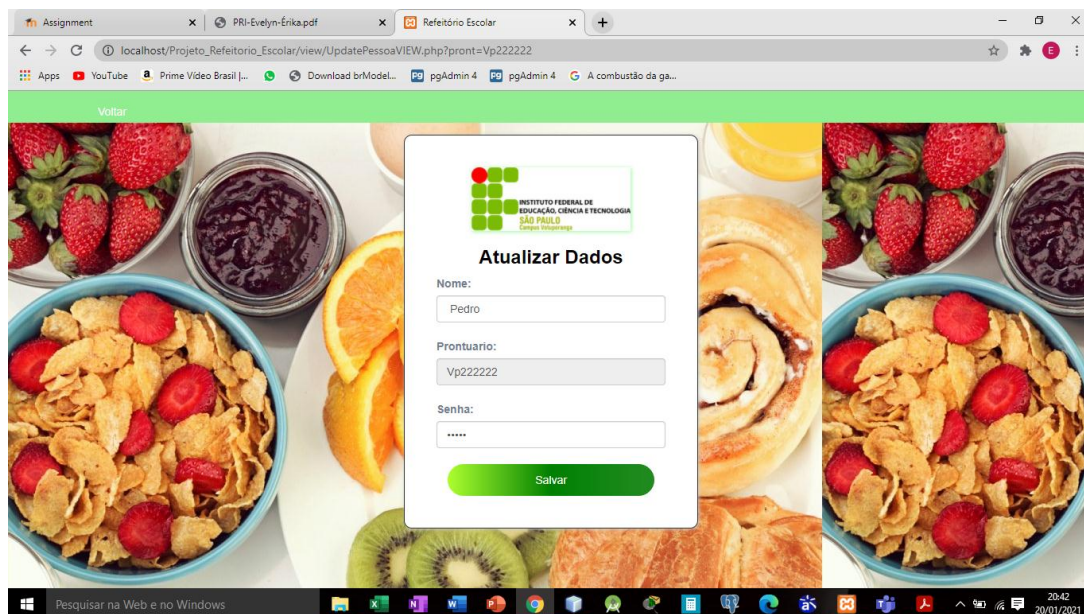 Assignment
PRI-Evelyn-Érika.pdf
Refeitório Escolar
localhost/Projeto_Refeitorio_Escolar/view/UpdatePessoaVIEW.php?pront=Vp222222
E
Apps YouTube Prime Video Brasil |... Download brModel... pgAdmin 4 pgAdmin 4 A combustão da ga...
Voltar
INSTITUTO FEDERAL DE
EDUCAÇÃO, CIÊNCIA E TECNOLOGIA
SÃO PAULO
Campus Votuporanga
Atualizar Dados
Nome:
Pedro
Prontuario:
Vp222222
Senha:
•••••
Salvar
Pesquisar na Web e no Windows
20:42
20/01/202